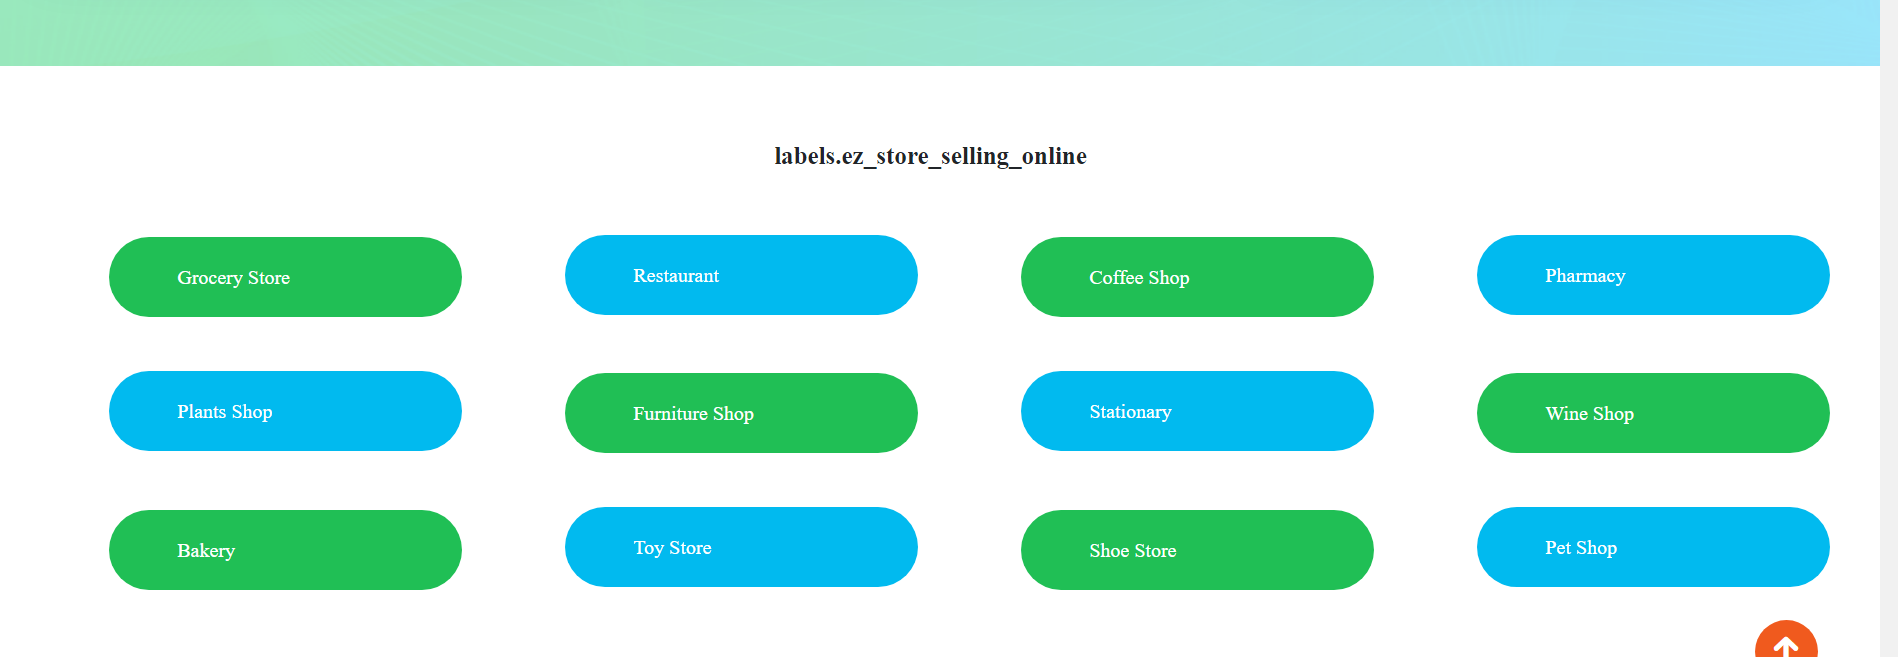 labels.ez_store_selling_online
Grocery Store
Restaurant
Coffee Shop
Pharmacy
Plants Shop
Furniture Shop
Stationary
Wine Shop
Bakery
Toy Store
Shoe Store
Pet Shop